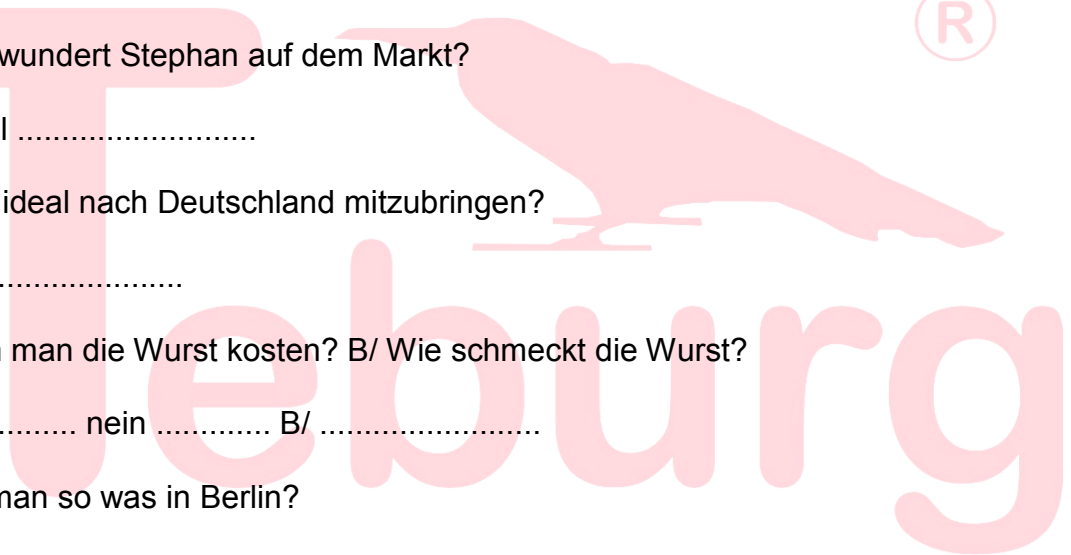 wundert Stephan auf dem Markt?
l ...........................
ideal nach Deutschland mitzubringen?
.....................
man die Wurst kosten? B/ Wie schmeckt die Wurst?
......... nein ............. B/ .........................
man so was in Berlin?
Teburg ®